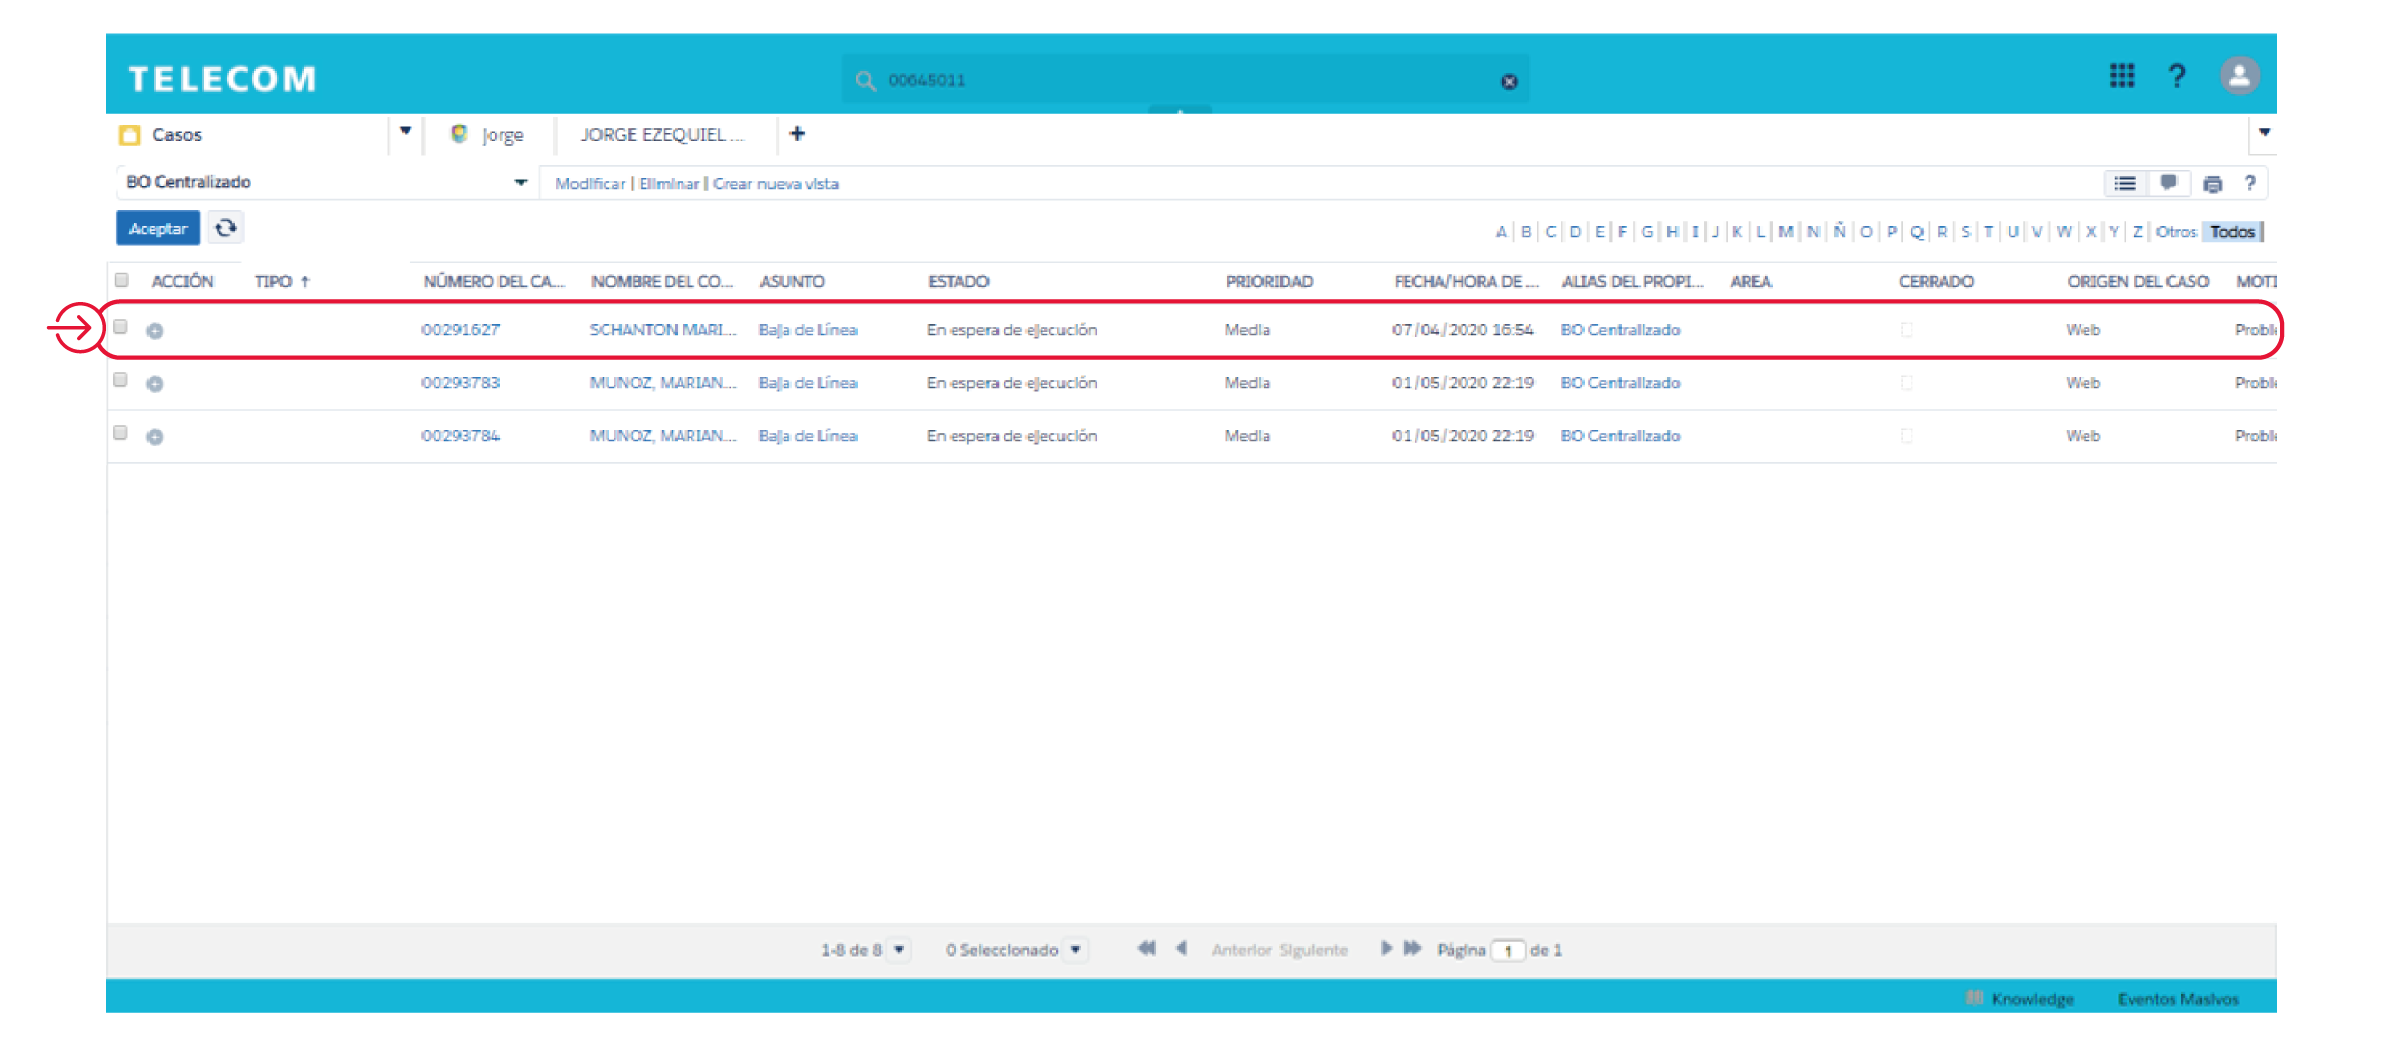 TELECOM 00645011 ?
Casos Jorge JORGE EZEQUIEL ... +
BO Centralizado Modificar | Eliminar | Crear nueva vista ?
Aceptar A | B | C | D | E | F | G | H | I | J | K | L | M | N | Ñ | O | P | Q | R | S | T | U | V | W | X | Y | Z | Otros Todos
ACCIÓN TIPO ↑ NÚMERO DEL CA... NOMBRE DEL CO... ASUNTO ESTADO PRIORIDAD FECHA/HORA DE ... ALIAS DEL PROPI... AREA CERRADO ORIGEN DEL CASO MOTI
00291627 SCHANTON MARI... Baja de Línea En espera de ejecución Media 07/04/2020 16:54 BO Centralizado Web Proble
00293783 MUNOZ, MARIAN... Baja de Línea En espera de ejecución Media 01/05/2020 22:19 BO Centralizado Web Proble
00293784 MUNOZ, MARIAN... Baja de Línea En espera de ejecución Media 01/05/2020 22:19 BO Centralizado Web Proble
1-8 de 8 0 Seleccionado Anterior Siguiente Página 1 de 1
Knowledge Eventos Masivos